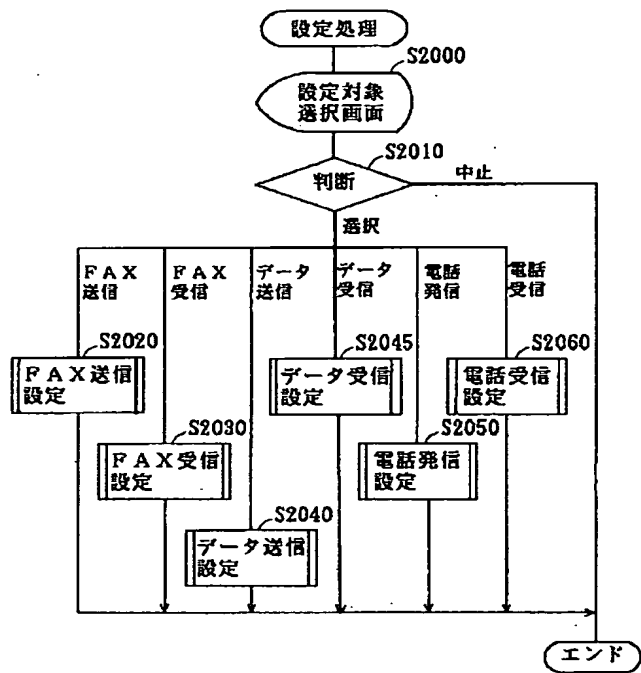 設定処理
S2000
設定対象
選択画面
S2010
判断
中止
選択
FAX
送信
FAX
受信
データ
送信
データ
受信
電話
発信
電話
受信
S2020
FAX送信
設定
S2045
データ受信
設定
S2060
電話受信
設定
S2030
FAX受信
設定
S2050
電話発信
設定
S2040
データ送信
設定
エンド